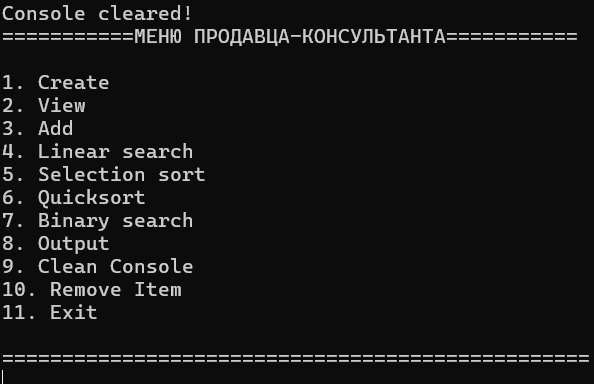 Console cleared!
===========МЕНЮ ПРОДАВЦА-КОНСУЛЬТАНТА===========
1. Create
2. View
3. Add
4. Linear search
5. Selection sort
6. Quicksort
7. Binary search
8. Output
9. Clean Console
10. Remove Item
11. Exit
=================================================